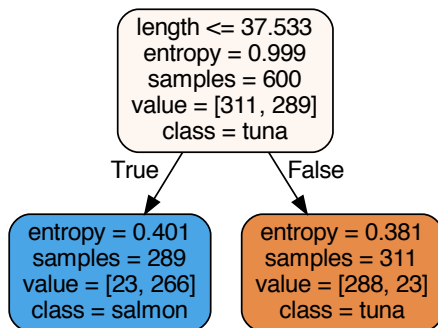 length <= 37.533
entropy = 0.999
samples = 600
value = [311, 289]
class = tuna
True
False
entropy = 0.401
samples = 289
value = [23, 266]
class = salmon
entropy = 0.381
samples = 311
value = [288, 23]
class = tuna